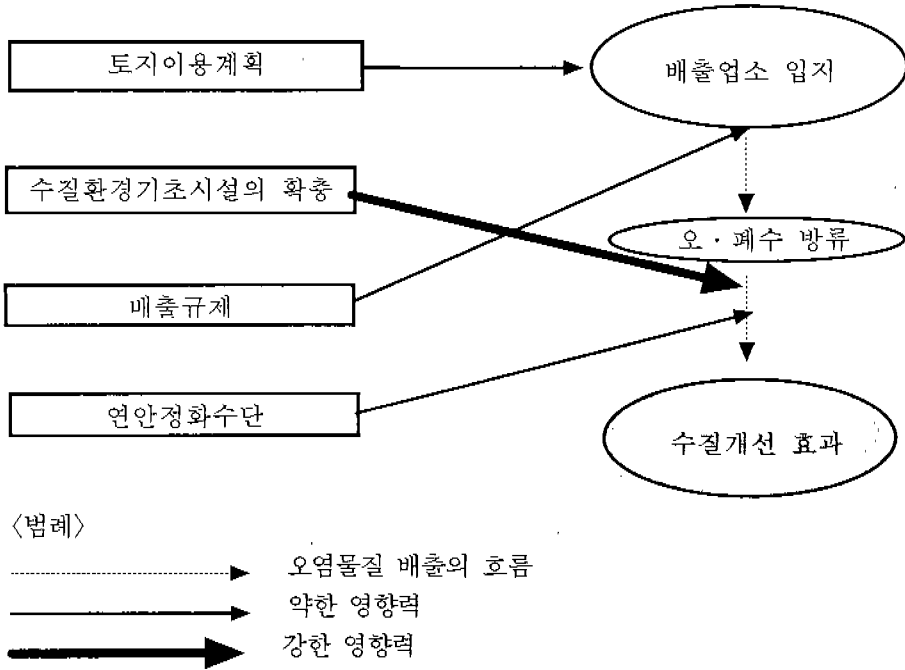 토지이용계획
배출업소 입지
수질환경기초시설의 확충
오·폐수 방류
배출규제
연안정화수단
수질개선 효과
〈범례〉
오염물질 배출의 흐름
약한 영향력
강한 영향력